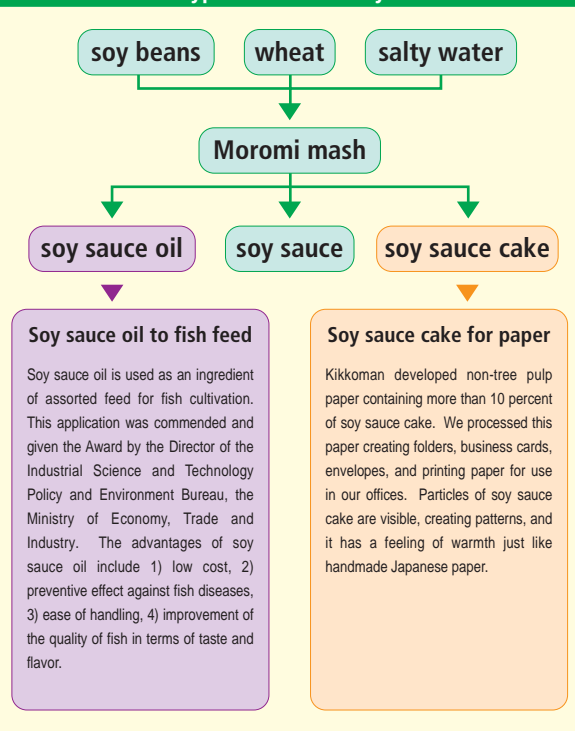 soy beans
wheat
salty water
Moromi mash
soy sauce oil
soy sauce
soy sauce cake
Soy sauce oil to fish feed
Soy sauce oil is used as an ingredient
of assorted feed for fish cultivation.
This application was commended and
given the Award by the Director of the
Industrial Science and Technology
Policy and Environment Bureau, the
Ministry of Economy, Trade and
Industry. The advantages of soy
sauce oil include 1) low cost, 2)
preventive effect against fish diseases,
3) ease of handling, 4) improvement of
the quality of fish in terms of taste and
flavor.
Soy sauce cake for paper
Kikkoman developed non-tree pulp
paper containing more than 10 percent
of soy sauce cake. We processed this
paper creating folders, business cards,
envelopes, and printing paper for use
in our offices. Particles of soy sauce
cake are visible, creating patterns, and
it has a feeling of warmth just like
handmade Japanese paper.